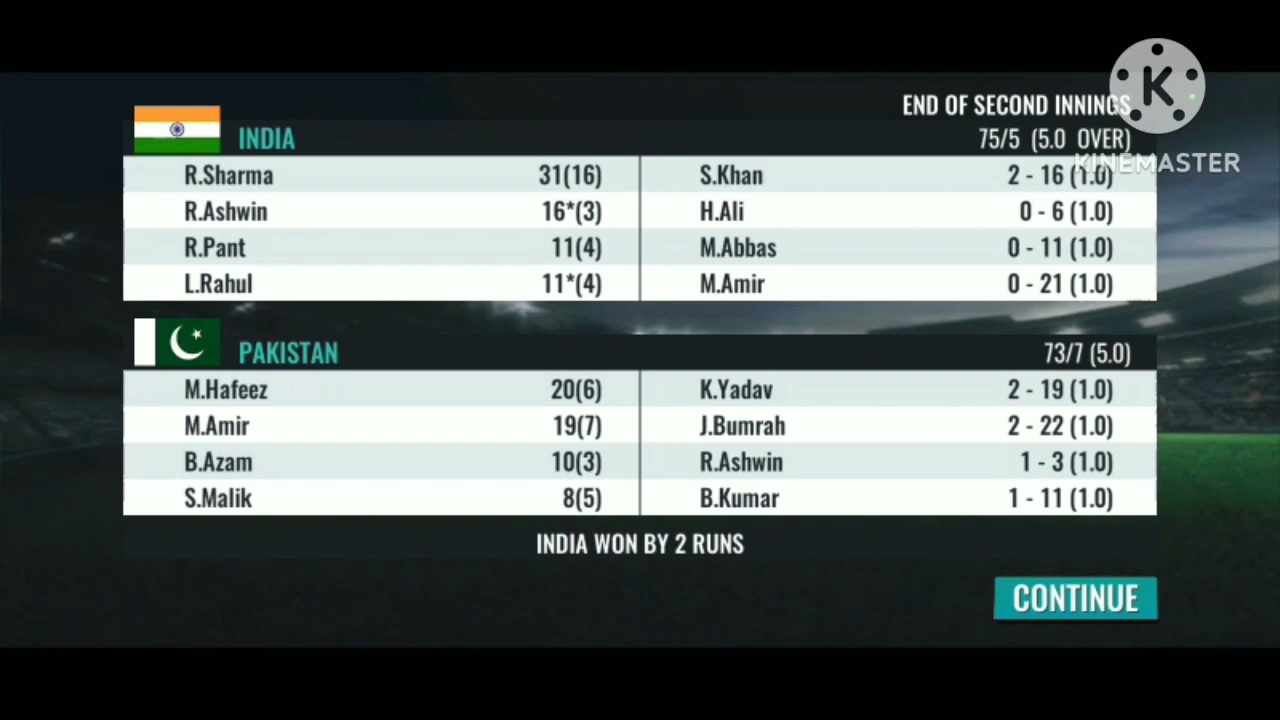 END OF SECOND INNINGS
K
KINEMASTER
INDIA 75/5 (5.0 OVER)
R.Sharma 31(16) S.Khan 2 - 16 (1.0)
R.Ashwin 16*(3) H.Ali 0 - 6 (1.0)
R.Pant 11(4) M.Abbas 0 - 11 (1.0)
L.Rahul 11*(4) M.Amir 0 - 21 (1.0)
PAKISTAN 73/7 (5.0)
M.Hafeez 20(6) K.Yadav 2 - 19 (1.0)
M.Amir 19(7) J.Bumrah 2 - 22 (1.0)
B.Azam 10(3) R.Ashwin 1 - 3 (1.0)
S.Malik 8(5) B.Kumar 1 - 11 (1.0)
INDIA WON BY 2 RUNS
CONTINUE